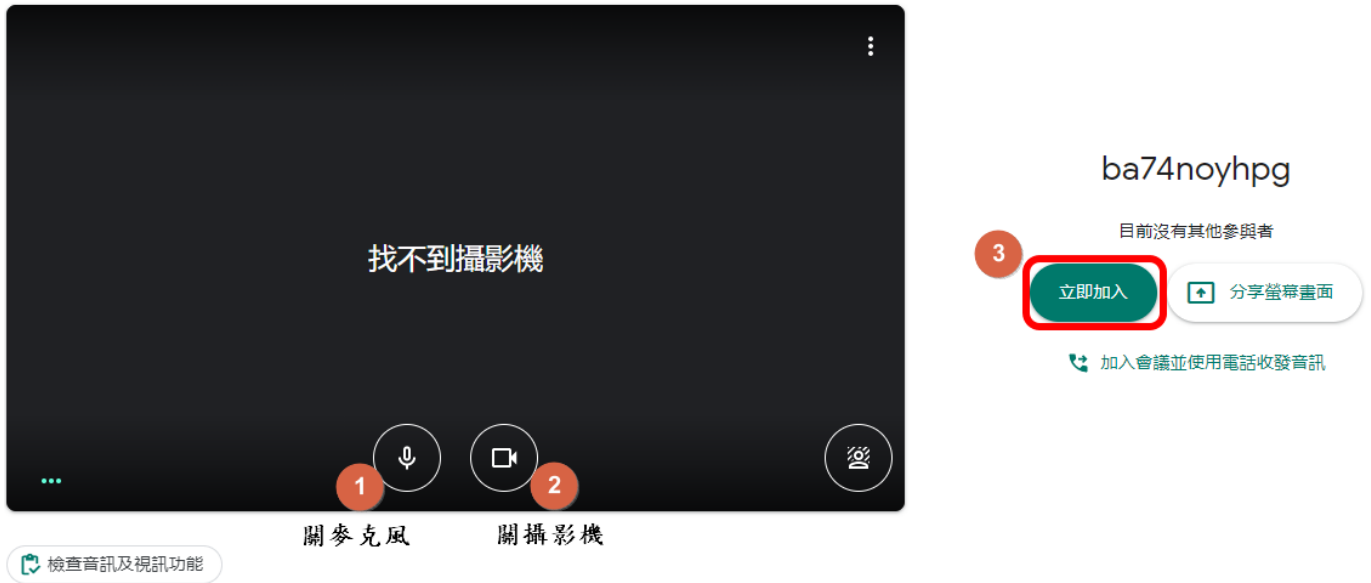 找不到攝影機
1
2
關麥克風
關攝影機
檢查音訊及視訊功能
ba74noyhpg
目前沒有其他參與者
3
立即加入
分享螢幕畫面
加入會議並使用電話收發音訊